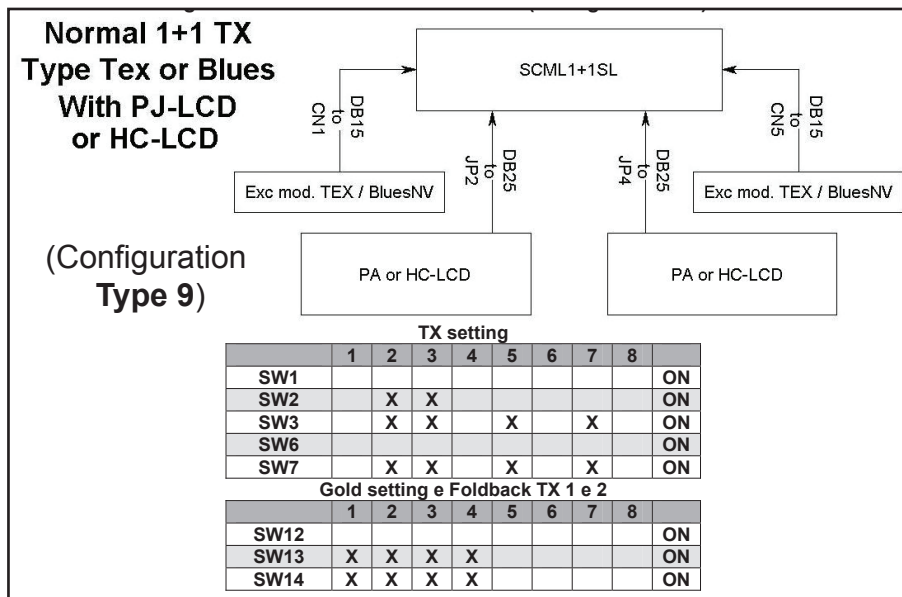 Normal 1+1 TX
Type Tex or Blues
With PJ-LCD
or HC-LCD
SCML1+1SL
DB15
to
CN1
DB25
to
JP2
DB25
to
JP4
DB15
to
CN5
Exc mod. TEX / BluesNV
Exc mod. TEX / BluesNV
PA or HC-LCD
PA or HC-LCD
(Configuration
Type 9)
TX setting
1 2 3 4 5 6 7 8
SW1 ON
SW2 X X ON
SW3 X X X X ON
SW6 ON
SW7 X X X X ON
Gold setting e Foldback TX 1 e 2
1 2 3 4 5 6 7 8
SW12 ON
SW13 X X X X ON
SW14 X X X X ON